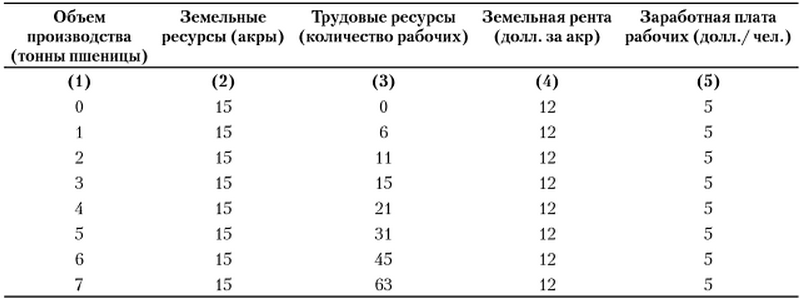 Объем Земельные Трудовые ресурсы Земельная рента Заработная плата
производства ресурсы (акры) (количество рабочих) (долл. за акр) рабочих (долл./ чел.)
(тонны пшеницы)
(1) (2) (3) (4) (5)
0 15 0 12 5
1 15 6 12 5
2 15 11 12 5
3 15 15 12 5
4 15 21 12 5
5 15 31 12 5
6 15 45 12 5
7 15 63 12 5